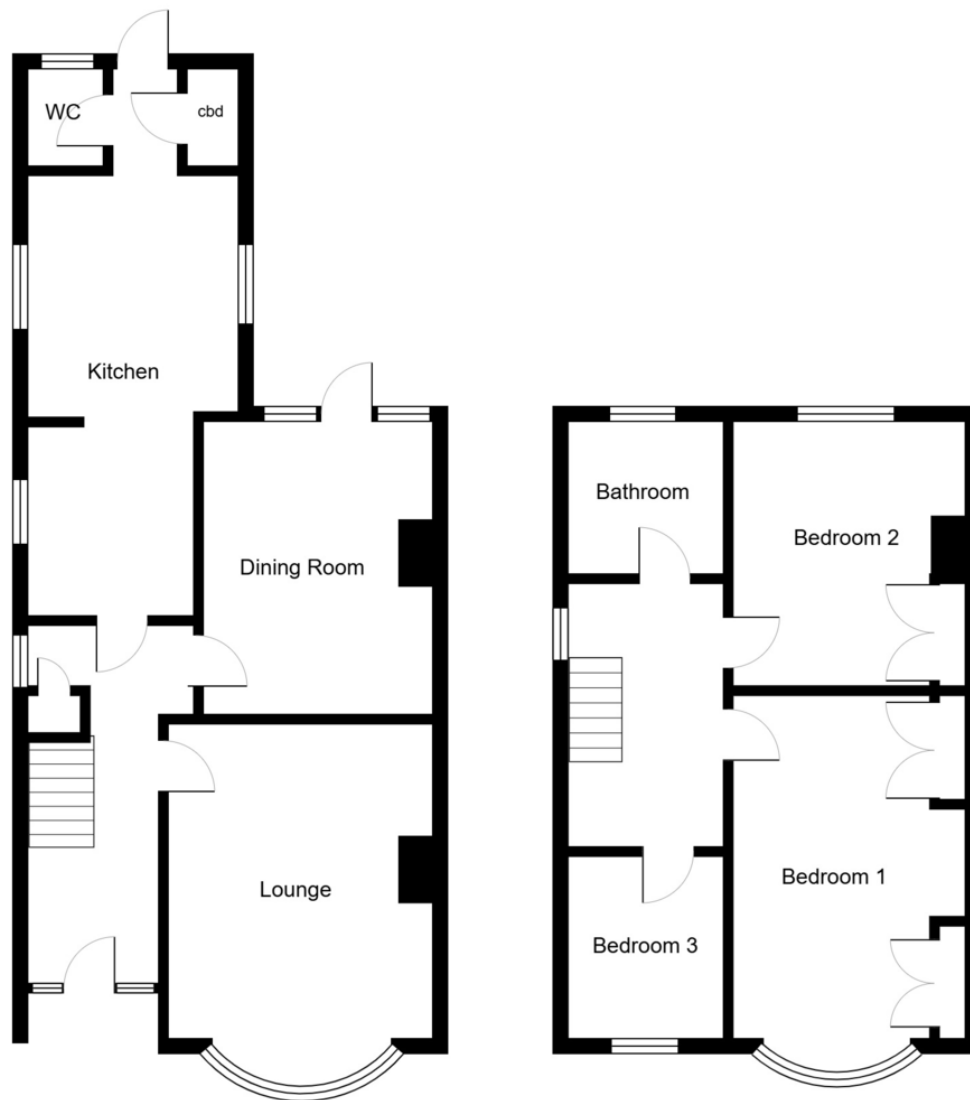 WC
cbd
Kitchen
Dining Room
Lounge
Bathroom
Bedroom 2
Bedroom 1
Bedroom 3